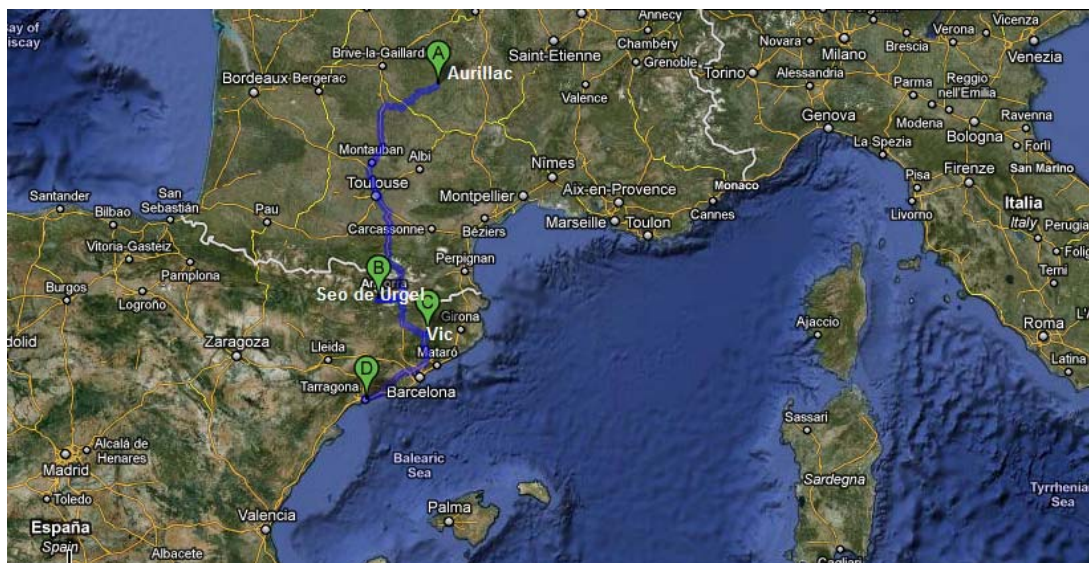 ay of
iscay
Brive-la-Gaillard
A
Aurillac
Saint-Etienne
Annecy
Chambéry
Grenoble
Novara
Milano
Brescia
Verona
Vicenza
Venezia
Bordeaux
Bergerac
Valence
Torino
Alessandria
Parma
Reggio
nell'Emilia
Genova
Modena
Bologna
Ravenna
Forlì
La Spezia
Montauban
Albi
Toulouse
Nîmes
Montpellier
Aix-en-Provence
Monaco
Pisa
Firenze
San Marino
Santander
San
Sebastián
Bilbao
Pau
Carcassonne
Béziers
Marseille
Toulon
Cannes
Livorno
Italia
Italy
Perugia
Vitoria-Gasteiz
Pamplona
Perpignan
B
Andorra
Folig
Terni
Burgos
Logroño
Seo de Urgel
C
Girona
Vic
L'A
Ajaccio
Roma
dolid
Zaragoza
Lleida
Mataró
D
Latina
Tarragona
Barcelona
Sassari
Alcalá de
Henares
Madrid
Balearic
Sea
Sardegna
Tyrrhenia
Sea
Toledo
Palma
España
Spain
Valencia
Albacete
Cagliari